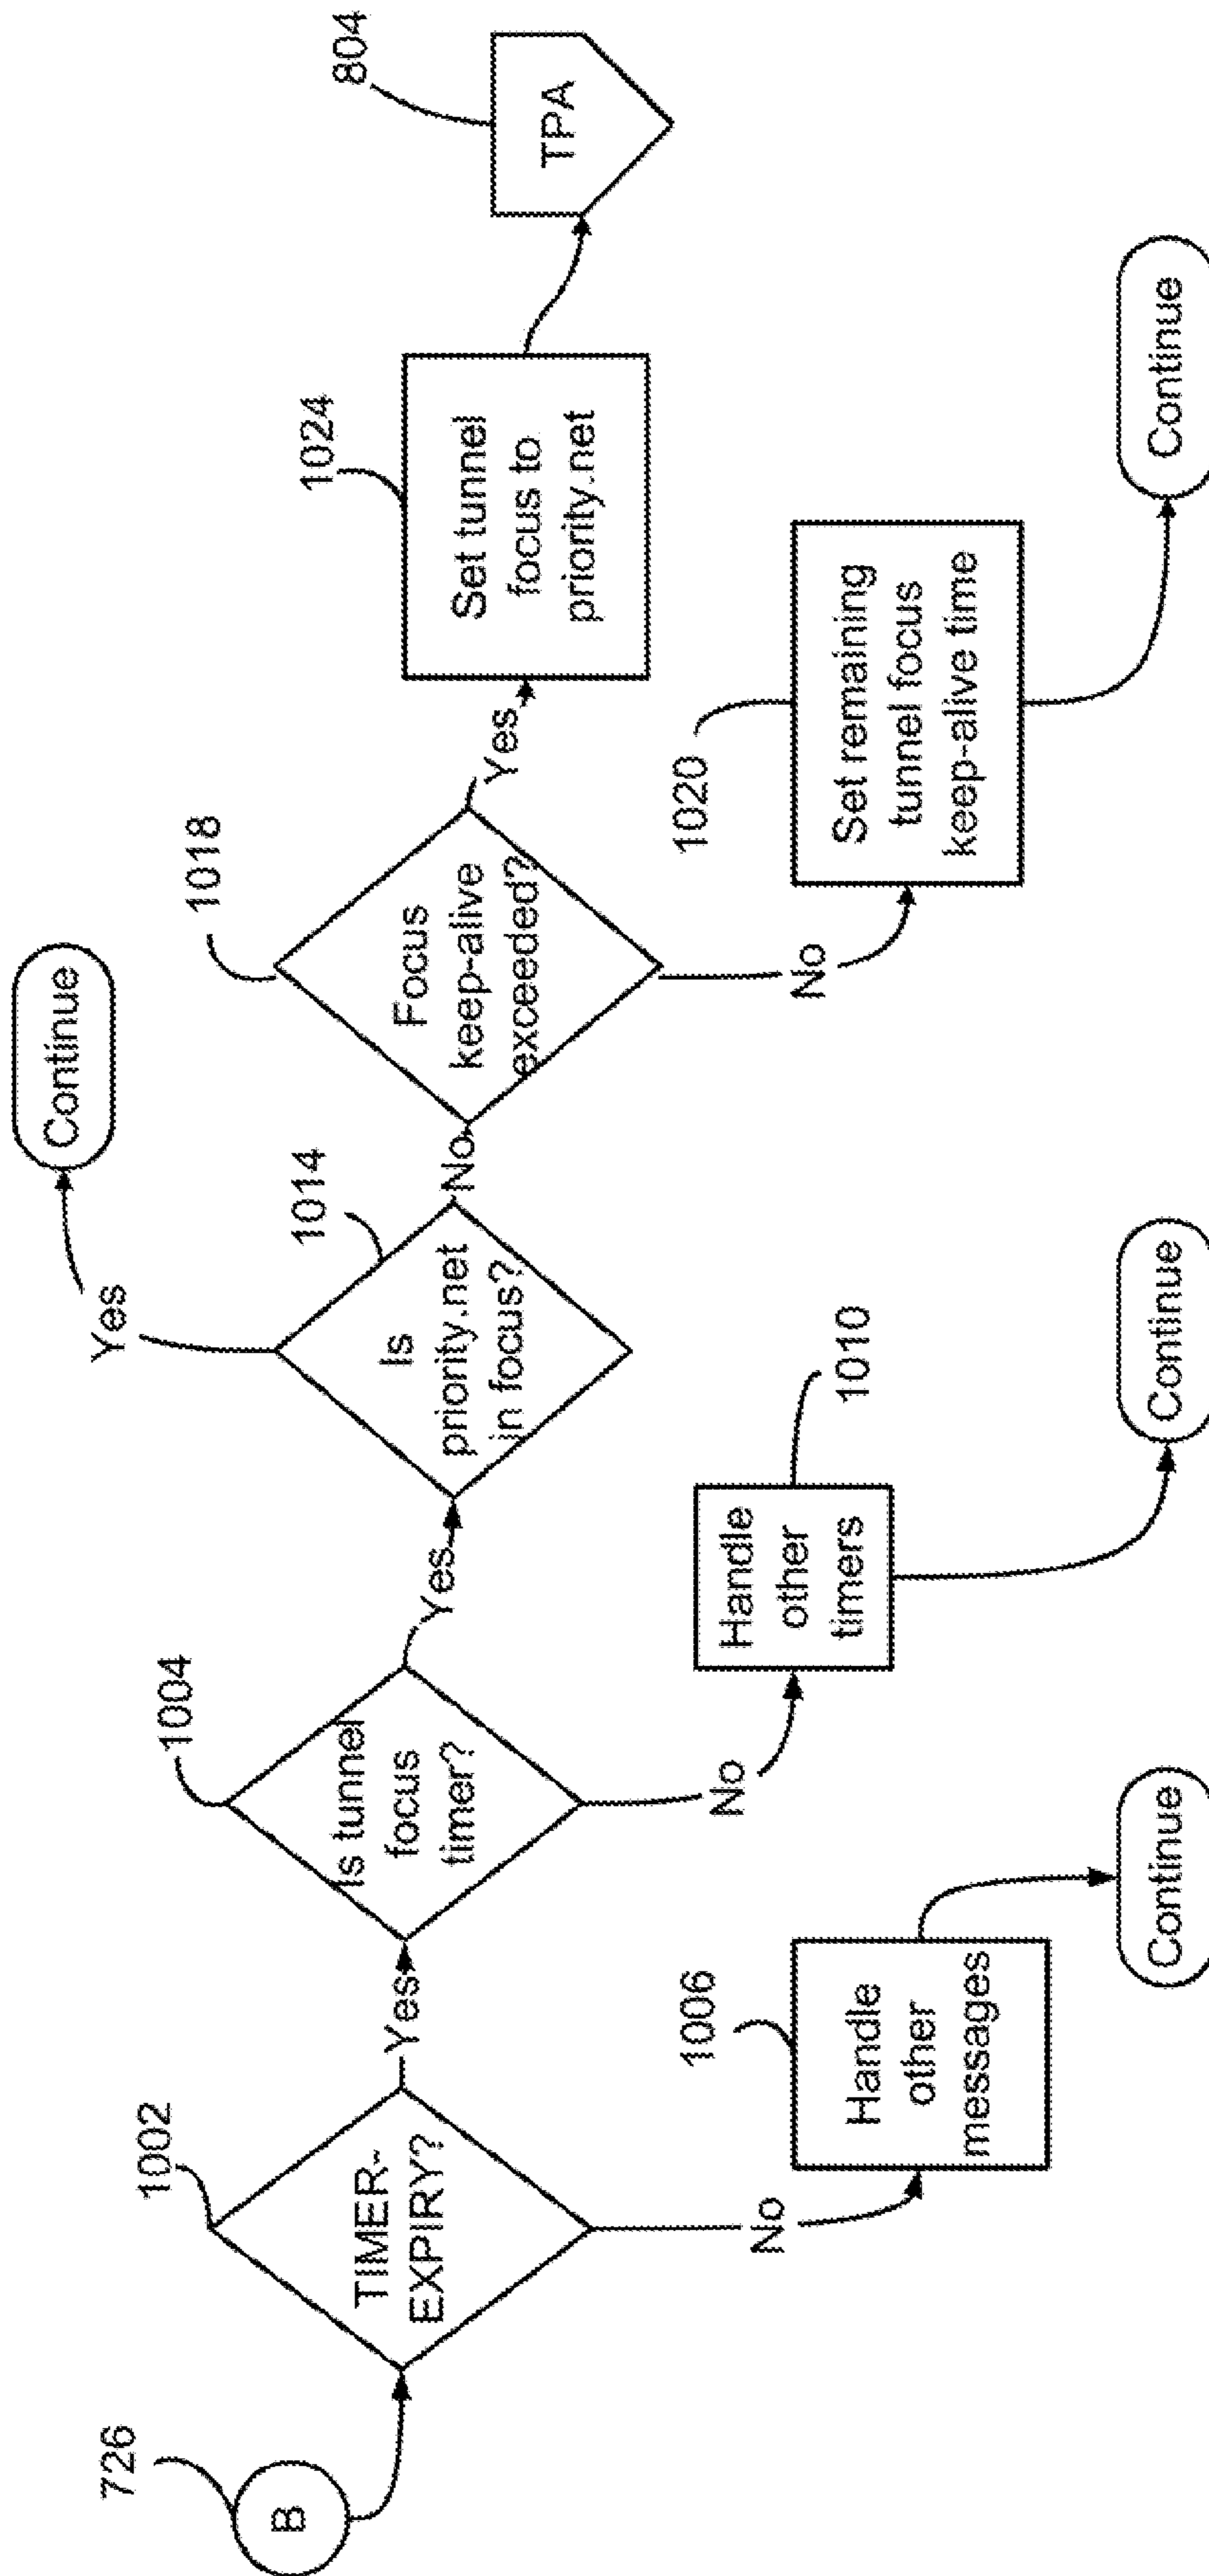 726
B
1002
TIMER-
EXPIRY?
Yes
No
1006
Handle
other
messages
Continue
1004
Is tunnel
focus
timer?
Yes
No
Handle
other
timers
1010
Continue
1014
Is
priority.net
in focus?
Yes
Continue
No
1018
Focus
keep-alive
exceeded?
Yes
No
1020
Set remaining
tunnel focus
keep-alive time
Continue
1024
Set tunnel
focus to
priority.net
804
TPA